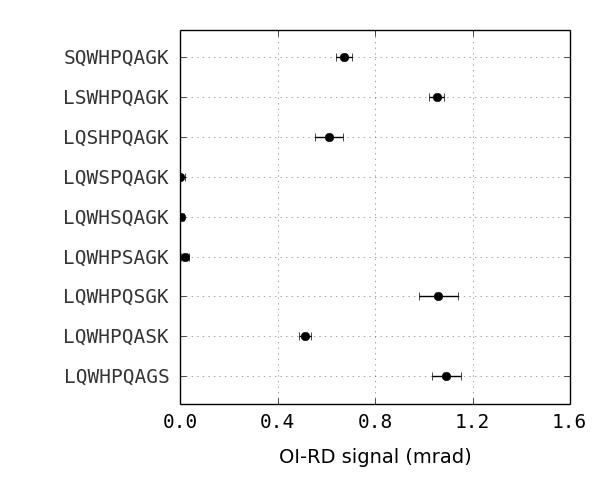 SQWHPQAGK
LSWHPQAGK
LQSHPQAGK
LQWSPQAGK
LQWHSQAGK
LQWHPSAGK
LQWHPQSGK
LQWHPQASK
LQWHPQAGS
0.0 0.4 0.8 1.2 1.6
OI-RD signal (mrad)